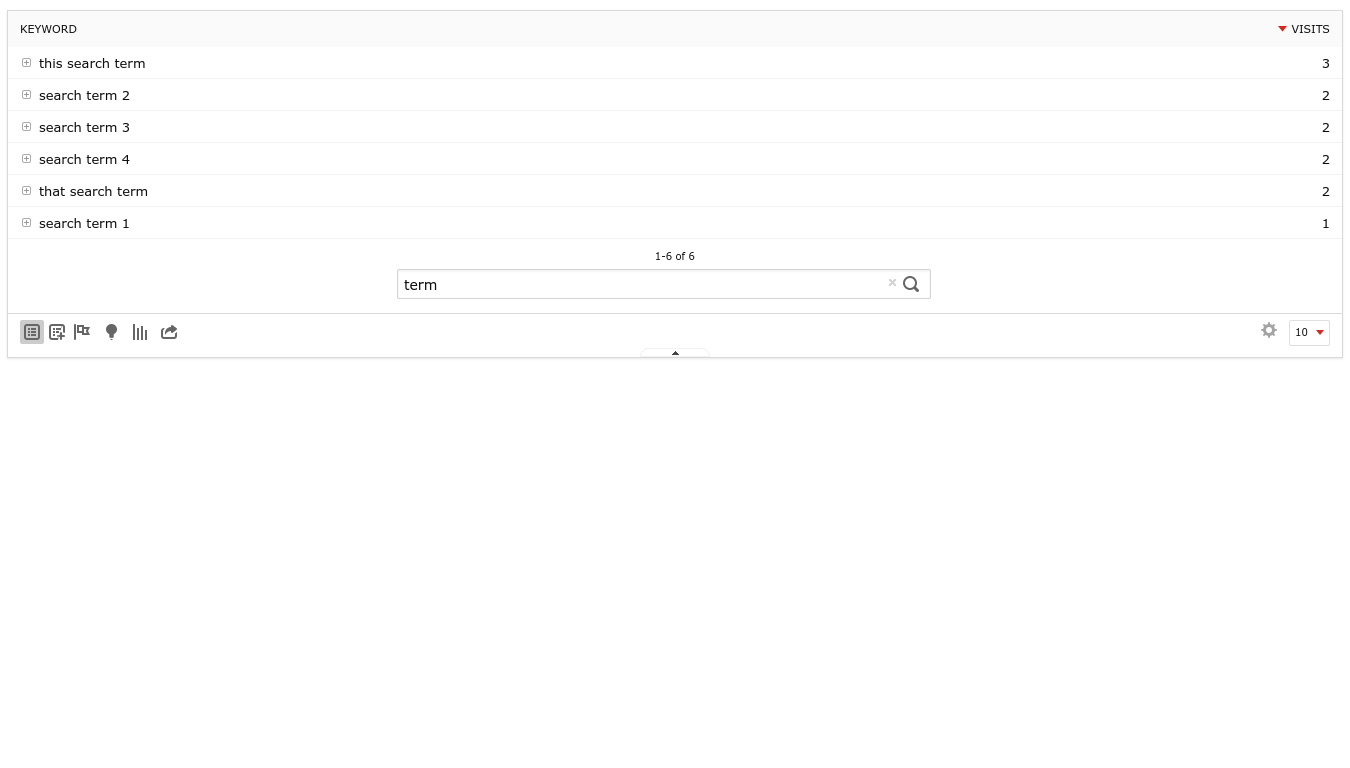 KEYWORD VISITS
this search term 3
search term 2 2
search term 3 2
search term 4 2
that search term 2
search term 1 1
1-6 of 6
term
10